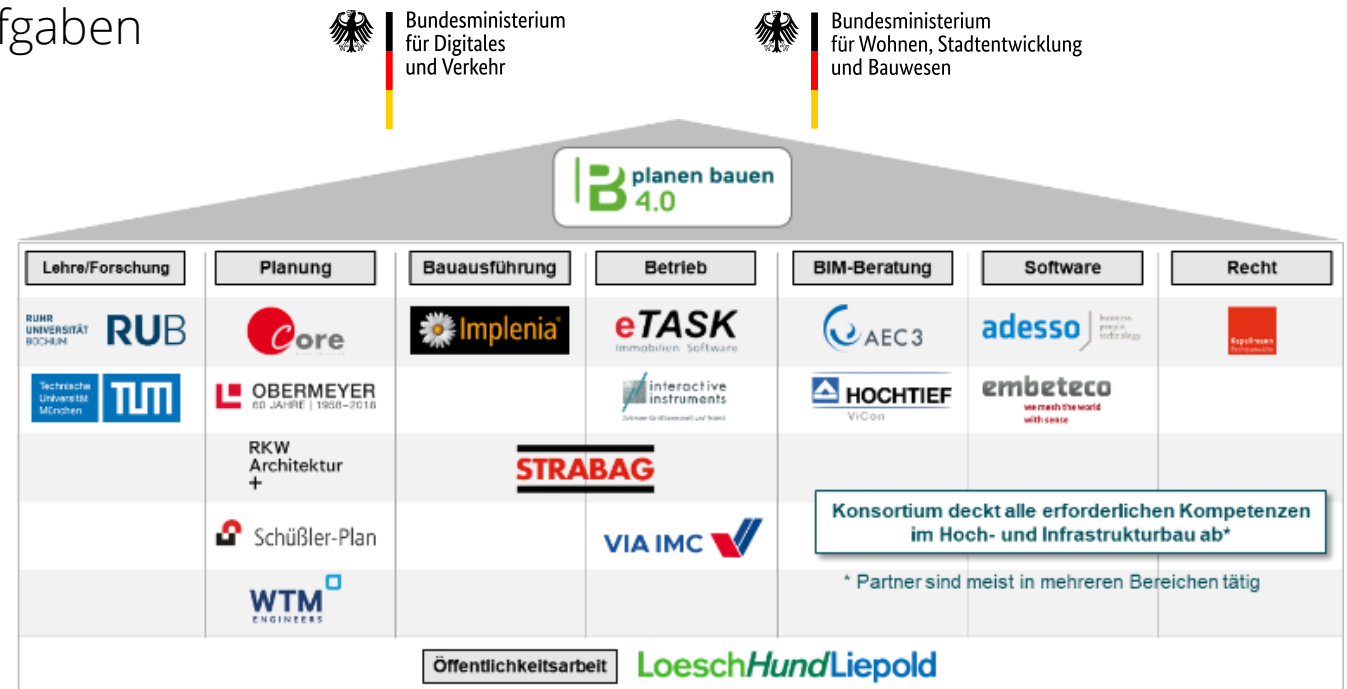 fgaben
Bundesministerium
für Digitales
und Verkehr
Bundesministerium
für Wohnen, Stadtentwicklung
und Bauwesen
B planen bauen
4.0
Lehre/Forschung
Planung
Bauausführung
Betrieb
BIM-Beratung
Software
Recht
RUHR
UNIVERSITÄT
BOCHUM
RUB
Core
Implenia
eTASK
Immobilien Software
AEC3
adesso
business.
people.
technology.
Technische
Universität
München
TUM
OBERMEYER
60 JAHRE | 1958–2018
interactive
instruments
HOCHTIEF
ViCon
embeteco
we mesh the world
with sense
RKW
Architektur
+
STRABAG
Schüßler-Plan
VIA IMC
Konsortium deckt alle erforderlichen Kompetenzen
im Hoch- und Infrastrukturbau ab*
* Partner sind meist in mehreren Bereichen tätig
WTM
ENGINEERS
Öffentlichkeitsarbeit
LoeschHundLiepold